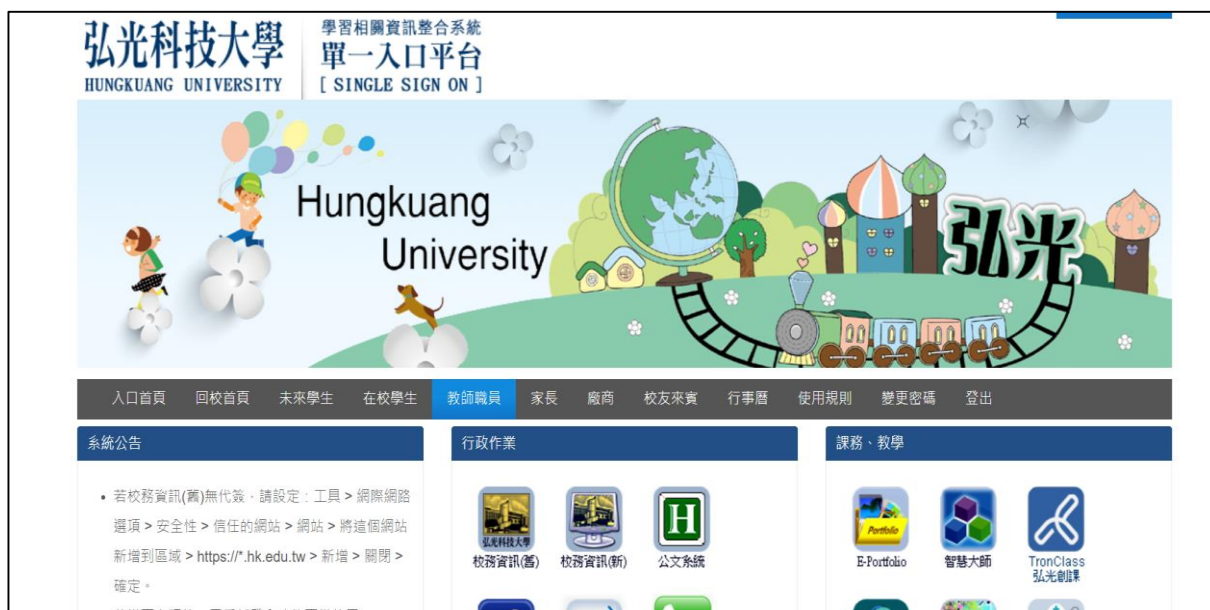 弘光科技大學
HUNGKUANG UNIVERSITY
學習相關資訊整合系統
單一入口平台
[ SINGLE SIGN ON ]
Hungkuang
University
弘光
入口首頁 回校首頁 未來學生 在校學生 教師職員 家長 廠商 校友來賓 行事曆 使用規則 變更密碼 登出
系統公告
• 若校務資訊(舊)無代簽，請設定：工具 > 網際網路
選項 > 安全性 > 信任的網站 > 網站 > 將這個網站
新增到區域 > https://*.hk.edu.tw > 新增 > 關閉 >
確定。
行政作業
弘光科技大學
校務資訊(舊) 校務資訊(新) 公文系統
H
課務、教學
Portfolio
E-Portfolio 智慧大師 TronClass
弘光創課